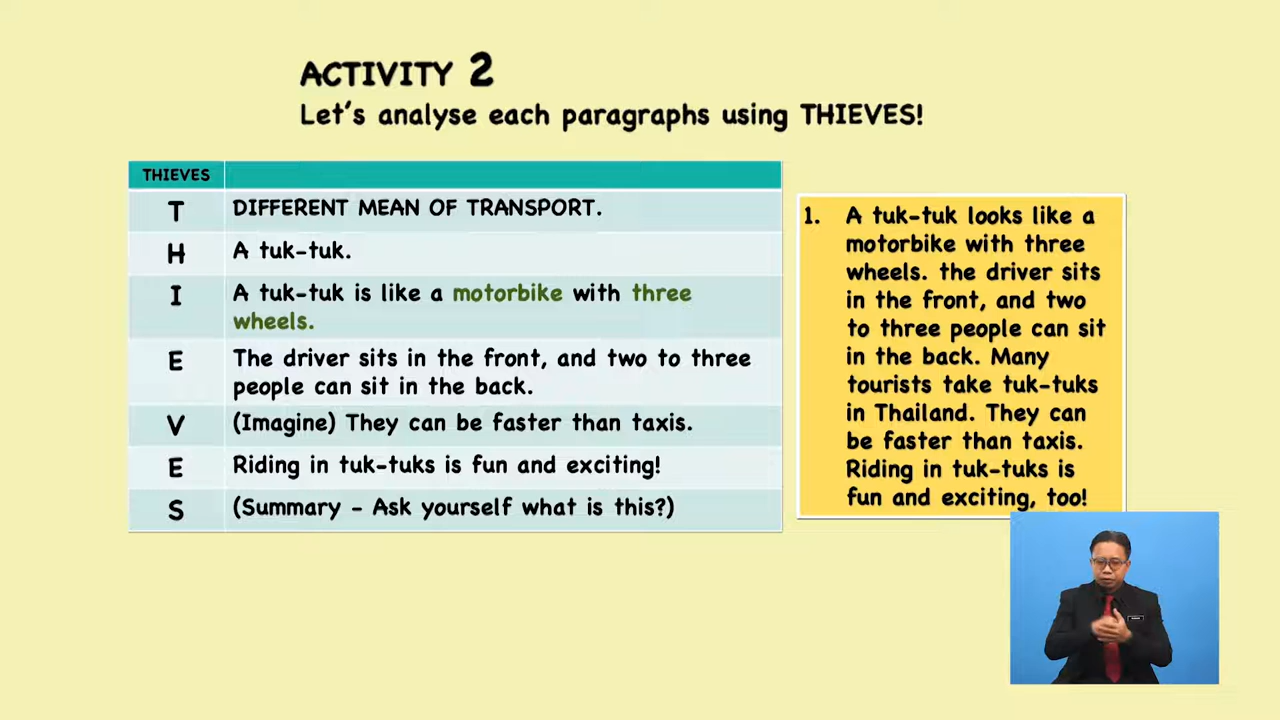 ACTIVITY 2
Let's analyse each paragraphs using THIEVES!
THIEVES
T
DIFFERENT MEAN OF TRANSPORT.
H
A tuk-tuk.
I
A tuk-tuk is like a motorbike with three
wheels.
E
The driver sits in the front, and two to three
people can sit in the back.
V
(Imagine) They can be faster than taxis.
E
Riding in tuk-tuks is fun and exciting!
S
(Summary - Ask yourself what is this?)
1. A tuk-tuk looks like a
motorbike with three
wheels. the driver sits
in the front, and two
to three people can sit
in the back. Many
tourists take tuk-tuks
in Thailand. They can
be faster than taxis.
Riding in tuk-tuks is
fun and exciting, too!